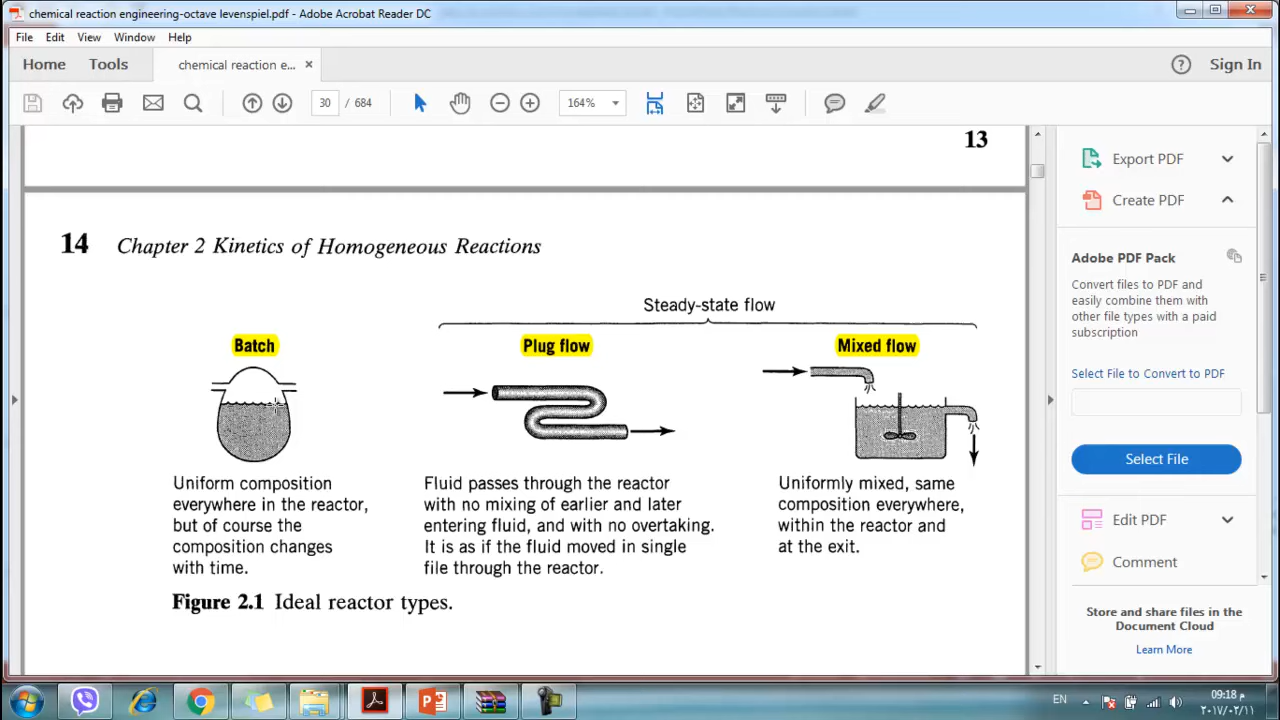 chemical reaction engineering-octave levenspiel.pdf - Adobe Acrobat Reader DC
File Edit View Window Help
Home Tools chemical reaction e... × Sign In
30 / 684 164%
13
14 Chapter 2 Kinetics of Homogeneous Reactions
Steady-state flow
Batch Plug flow Mixed flow
Uniform composition
everywhere in the reactor,
but of course the
composition changes
with time.
Fluid passes through the reactor
with no mixing of earlier and later
entering fluid, and with no overtaking.
It is as if the fluid moved in single
file through the reactor.
Uniformly mixed, same
composition everywhere,
within the reactor and
at the exit.
Figure 2.1 Ideal reactor types.
Export PDF
Create PDF
Adobe PDF Pack
Convert files to PDF and
easily combine them with
other file types with a paid
subscription
Select File to Convert to PDF
Select File
Edit PDF
Comment
Store and share files in the
Document Cloud
Learn More
EN
09:18 م
٢٠١٧/٠٢/١١